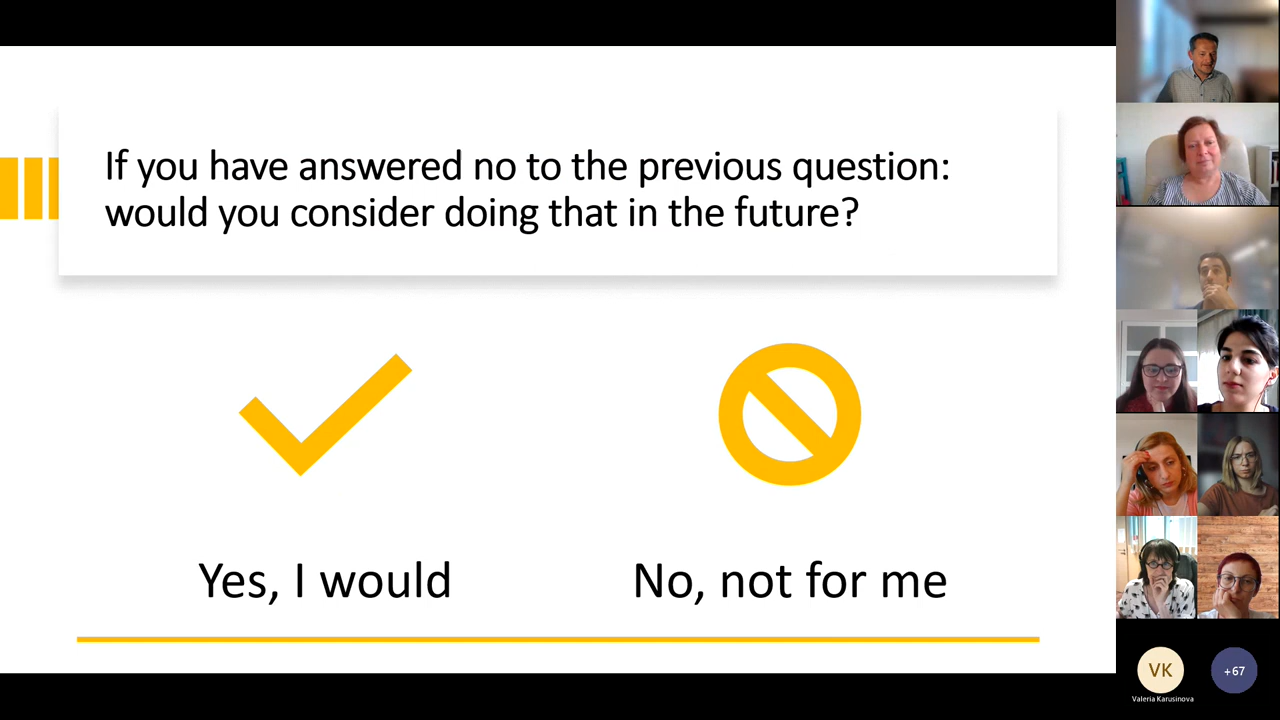 If you have answered no to the previous question:
would you consider doing that in the future?
Yes, I would
No, not for me
VK
+67
Valeria Karusinova